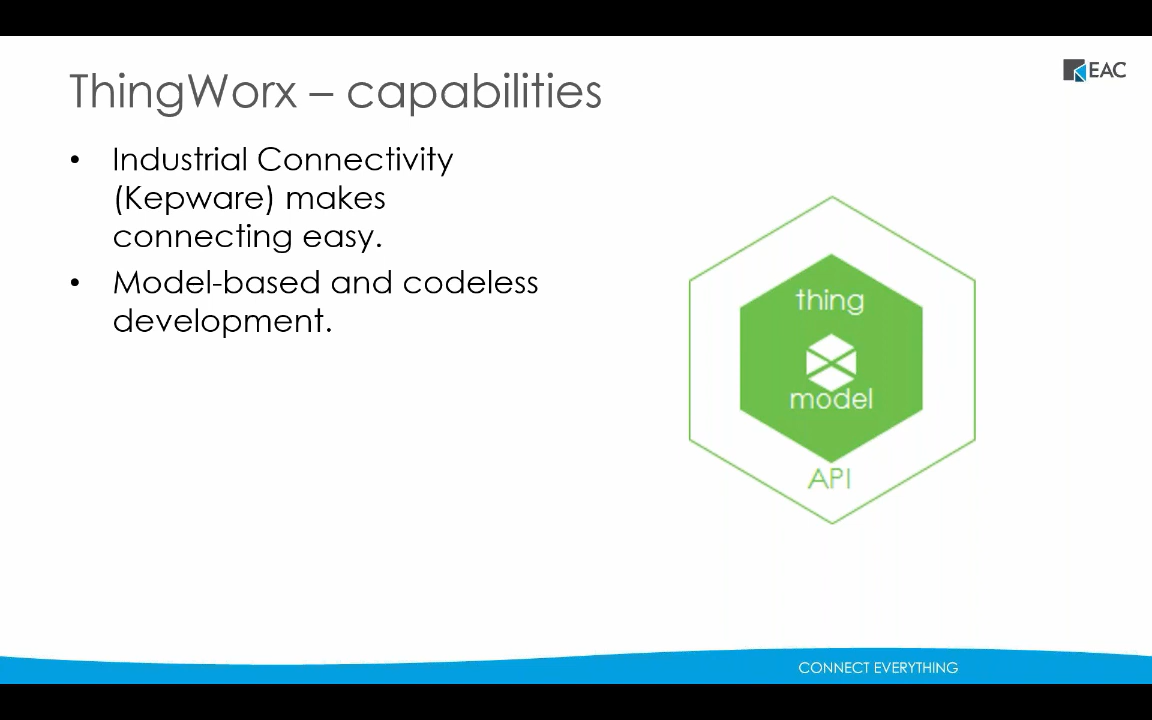 ThingWorx – capabilities
EAC
• Industrial Connectivity
(Kepware) makes
connecting easy.
• Model-based and codeless
development.
thing
model
API
CONNECT EVERYTHING